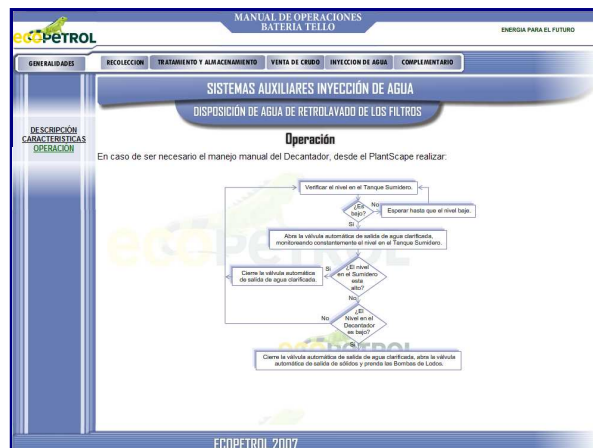 MANUAL DE OPERACIONES
BATERIA TELLO
ecOPETROL
ENERGIA PARA EL FUTURO
GENERALIDADES
RECOLECCION
TRATAMIENTO Y ALMACENAMIENTO
VENTA DE CRUDO
INYECCION DE AGUA
COMPLEMENTARIO
SISTEMAS AUXILIARES INYECCIÓN DE AGUA
DISPOSICIÓN DE AGUA DE RETROLAVADO DE LOS FILTROS
DESCRIPCIÓN
CARACTERISTICAS
OPERACIÓN
Operación
En caso de ser necesario el manejo manual del Decantador, desde el PlantScape realizar:
Verificar el nivel en el Tanque Sumidero.
¿Es
bajo?
No
Esperar hasta que el nivel baje.
Si
Abra la válvula automática de salida de agua clarificada,
monitoreando constantemente el nivel en el Tanque Sumidero.
¿El nivel
en el Sumidero
este
alto?
Si
Cierre la válvula automática
de salida de agua clarificada.
No
¿El
Nivel en el
Decantador
es bajo?
No
Si
Cierre la válvula automática de salida de agua clarificada, abra la válvula
automática de salida de sólidos y prenda las Bombas de Lodos.
ecOPETROL
ecOPETROL
ECOPETROL 2007